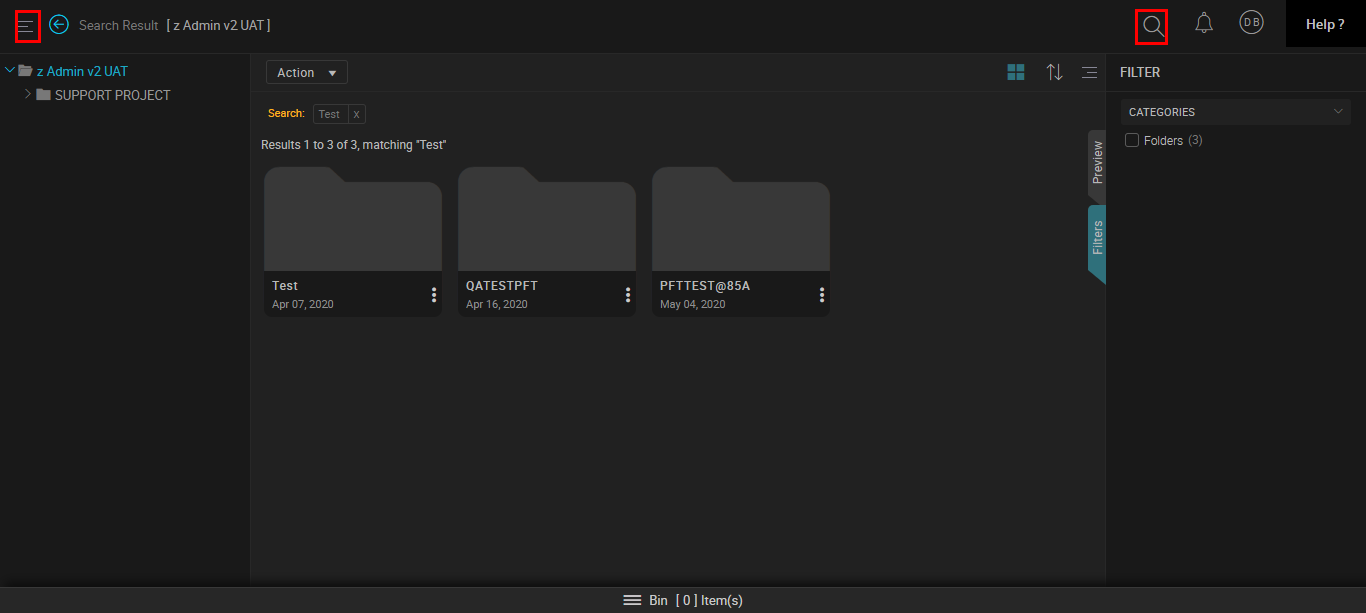 Search Result [ z Admin v2 UAT ]
D B
Help ?
z Admin v2 UAT
SUPPORT PROJECT
Action
Search: Test x
Results 1 to 3 of 3, matching "Test"
Test
Apr 07, 2020
QATESTPFT
Apr 16, 2020
PFTTEST@85A
May 04, 2020
Preview
Filters
FILTER
CATEGORIES
Folders (3)
Bin [ 0 ] Item(s)